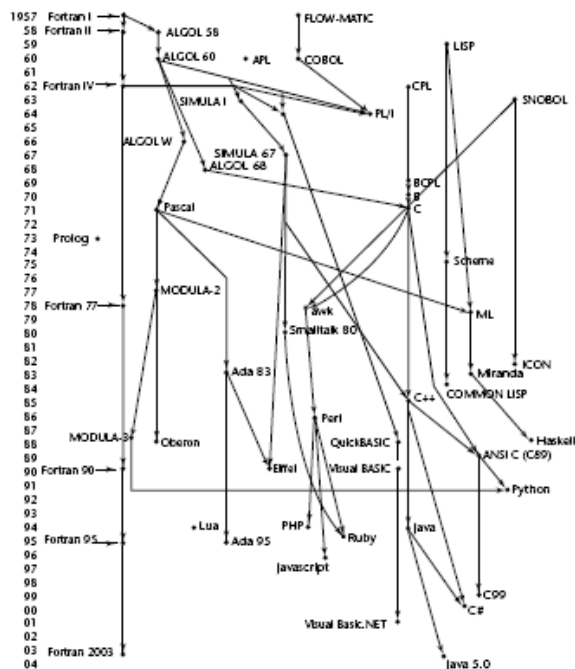 1957 Fortran I FLOW-MATIC
58 Fortran II ALGOL 58
59 LISP
60 ALGOL 60 APL COBOL
61
62 Fortran IV CPL
63 SIMULA I SNOBOL
64 PL/I
65
66 ALGOL W
67 SIMULA 67
68 ALGOL 68
69 BCPL
70 B
71 Pascal C
72
73 Prolog
74
75 Scheme
76
77 MODULA-2
78 Fortran 77 awk ML
79
80 Smalltalk 80
81
82 ICON
83 Ada 83 Miranda
84 COMMON LISP
85 C++
86 Perl
87
88 MODULA-3 Oberon QuickBASIC Haskell
89 ANSI C (C89)
90 Fortran 90 Eiffel Visual BASIC
91 Python
92
93
94 Lua PHP Java
95 Fortran 95 Ada 95 Ruby
96 Javascript
97
98
99 C99
00 C#
01 Visual Basic.NET
02
03 Fortran 2003
04 Java 5.0